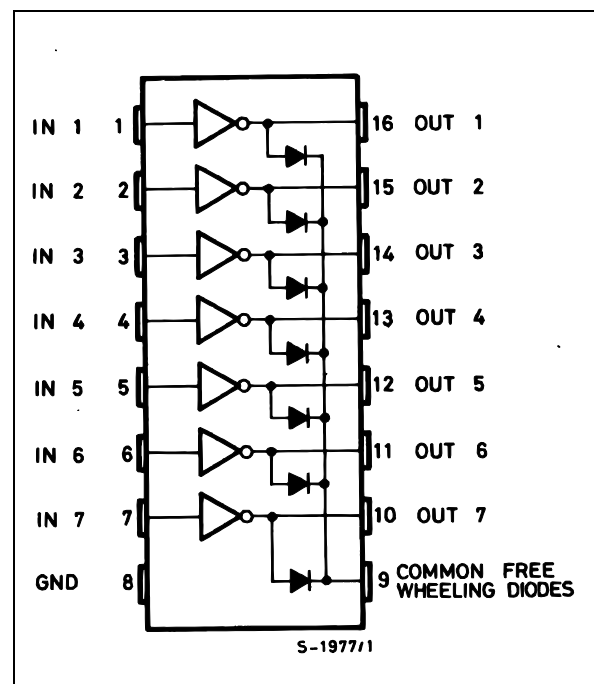 IN 1 1 16 OUT 1
IN 2 2 15 OUT 2
IN 3 3 14 OUT 3
IN 4 4 13 OUT 4
IN 5 5 12 OUT 5
IN 6 6 11 OUT 6
IN 7 7 10 OUT 7
GND 8 9 COMMON FREE
WHEELING DIODES
S-1977/1